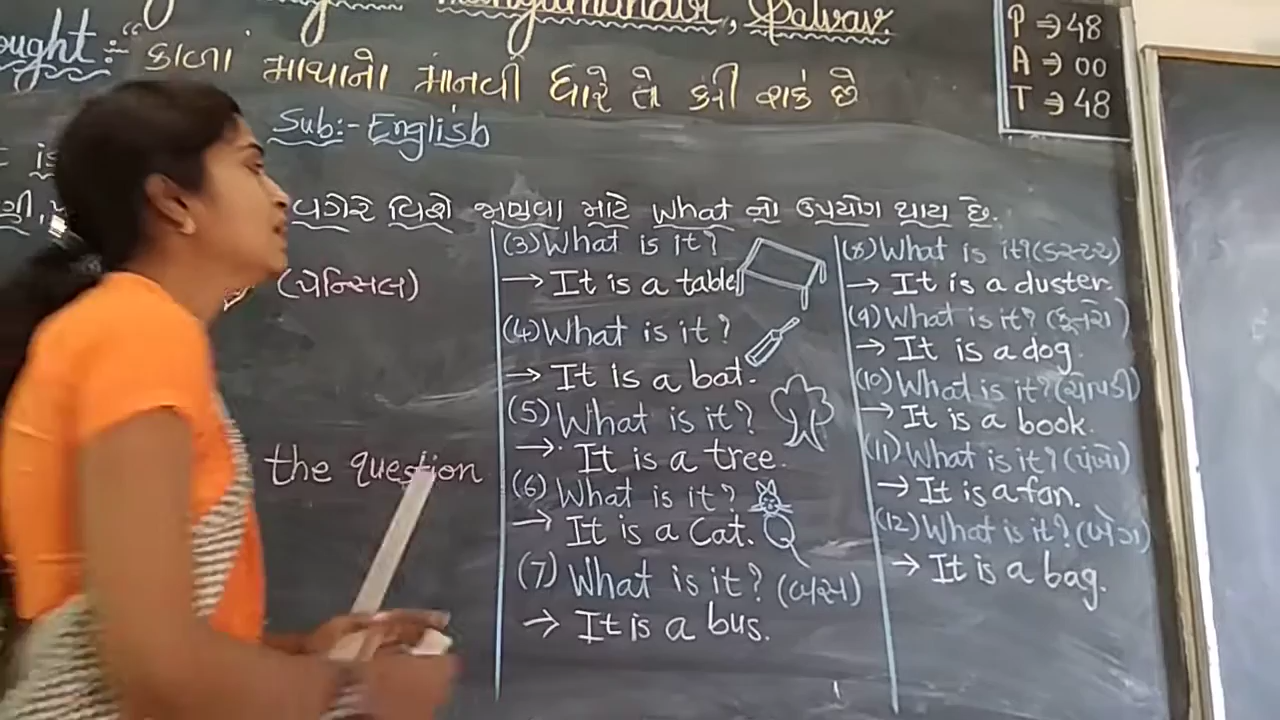 Palvav.
P → 48
A → 00
T → 48
કાળા માથાનો માનવી ધારે તો કરી શકે છે
Sub:- English
is
વગેરે વિશે જાણવા માટે What નો ઉપયોગ થાય છે.
(પેન્સિલ)
the question
(3) What is it?
→ It is a table
(4) What is it?
→ It is a bat.
(5) What is it?
→ It is a tree.
(6) What is it?
→ It is a Cat.
(7) What is it? (બસ)
→ It is a bus.
(8) What is it? (ડસ્ટર)
→ It is a duster.
(9) What is it? (કૂતરો)
→ It is a dog.
(10) What is it? (ચોપડી)
→ It is a book.
(11) What is it? (પંખો)
→ It is a fan.
(12) What is it? (બેગ)
→ It is a bag.